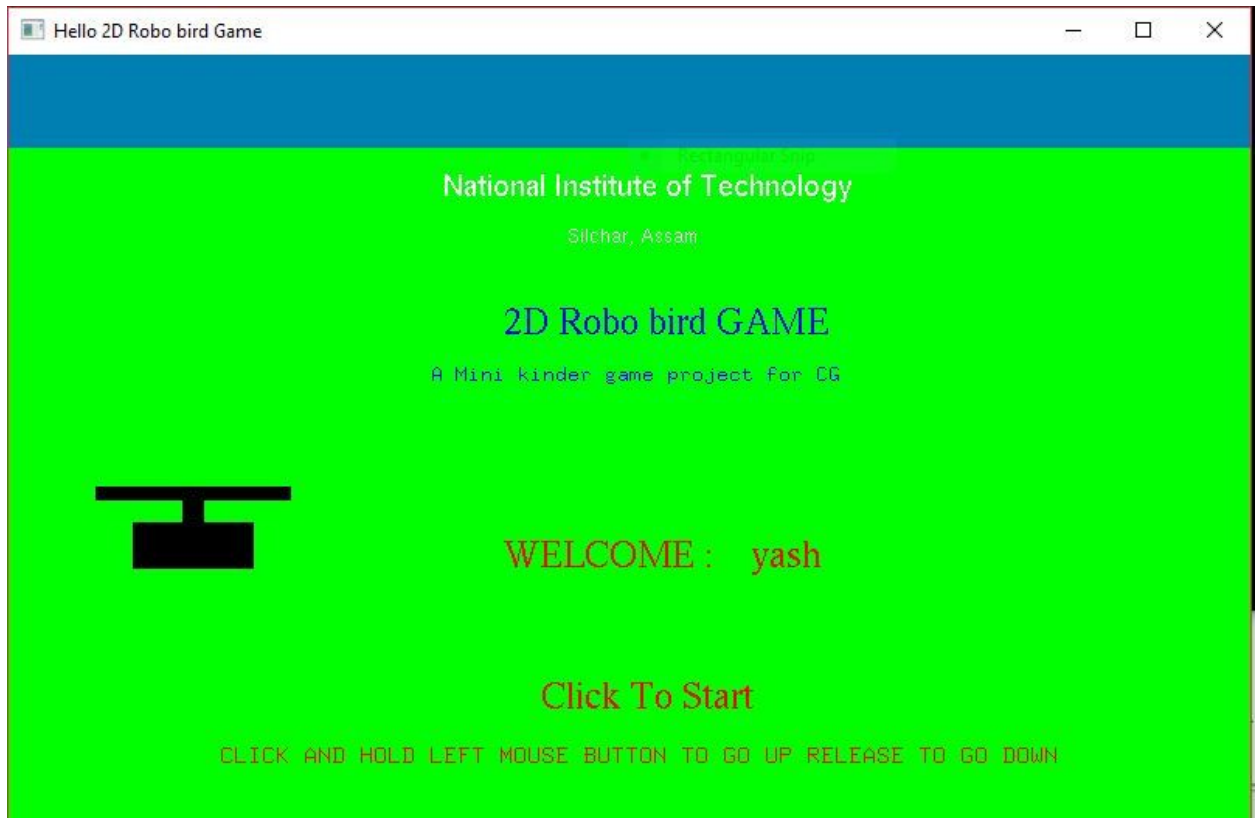 Hello 2D Robo bird Game
Rectangular Snip
National Institute of Technology
Silchar, Assam
2D Robo bird GAME
A Mini kinder game project for CG
WELCOME : yash
Click To Start
CLICK AND HOLD LEFT MOUSE BUTTON TO GO UP RELEASE TO GO DOWN